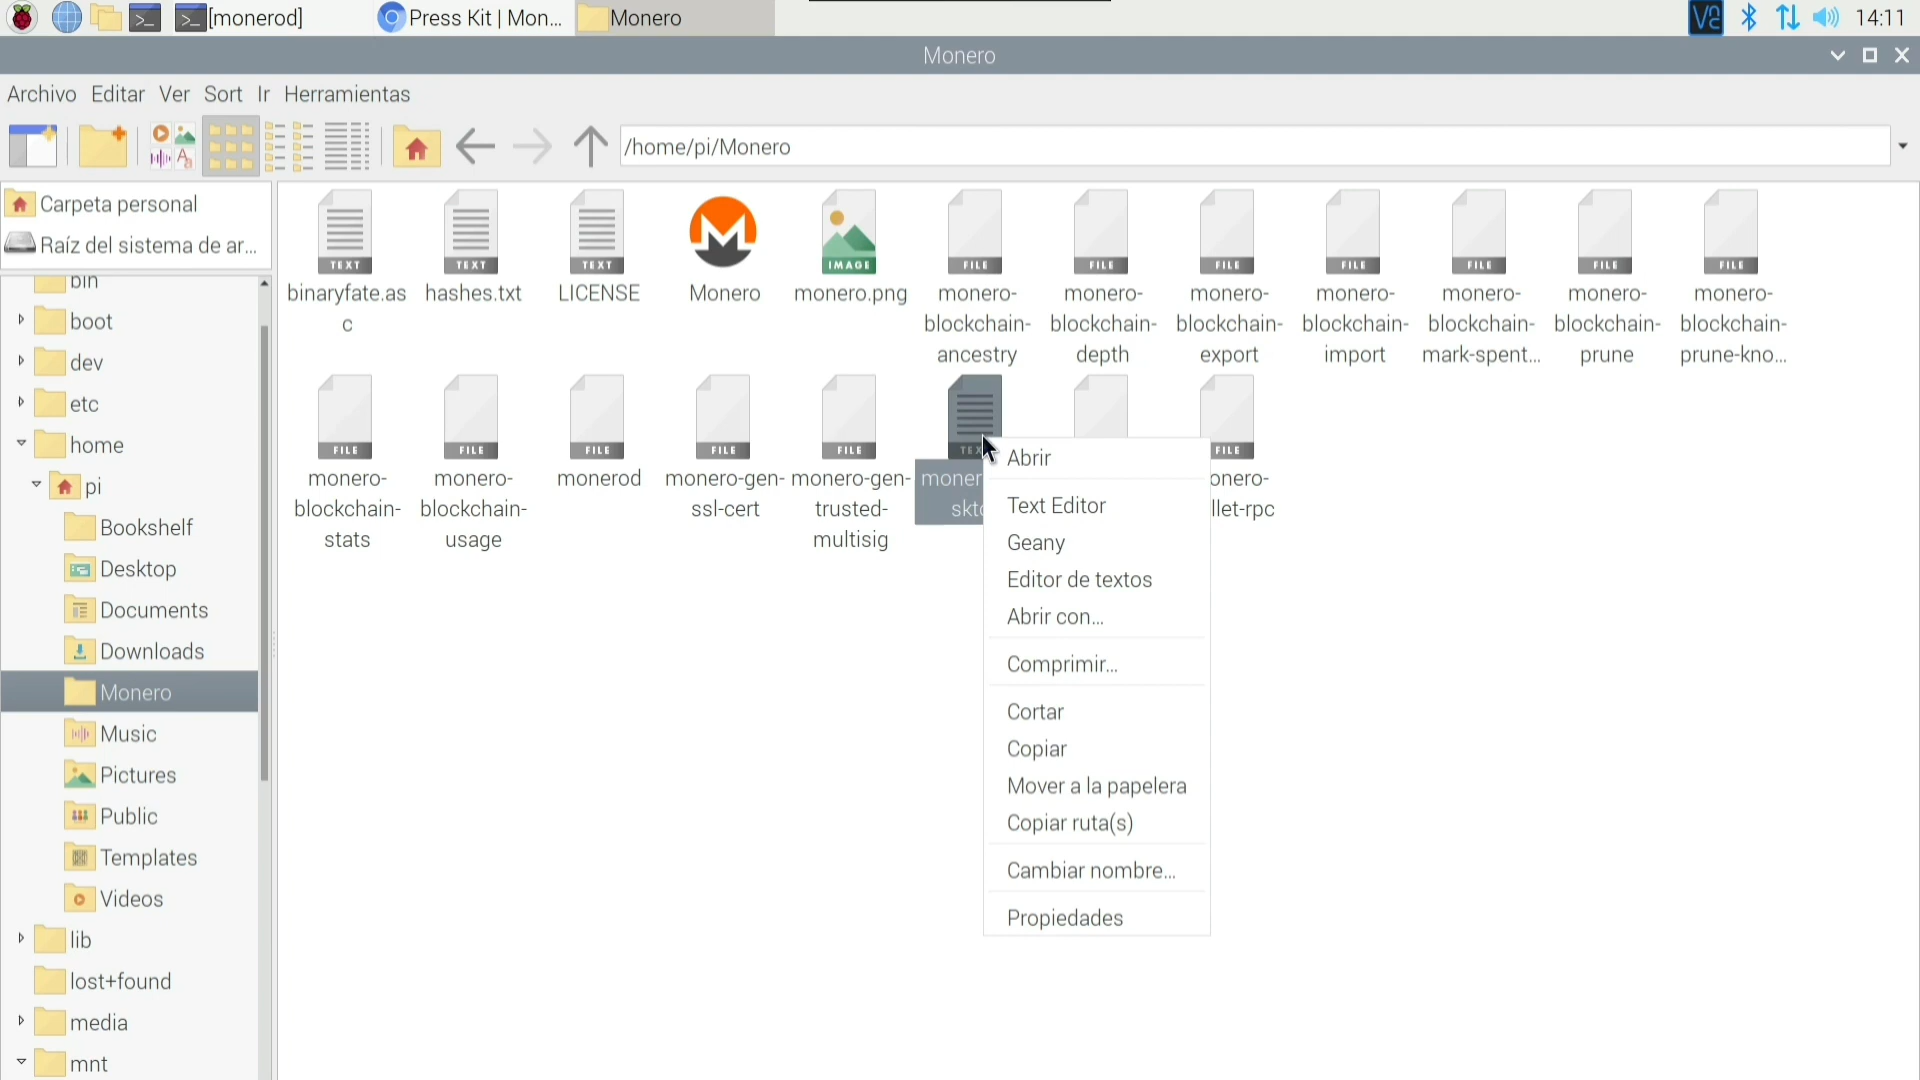 [monerod]
Press Kit | Mon...
Monero
14:11
Monero
Archivo Editar Ver Sort Ir Herramientas
/home/pi/Monero
Carpeta personal
Raíz del sistema de ar...
bin
boot
dev
etc
home
pi
Bookshelf
Desktop
Documents
Downloads
Monero
Music
Pictures
Public
Templates
Videos
lib
lost+found
media
mnt
TEXT
binaryfate.as
c
TEXT
hashes.txt
TEXT
LICENSE
Monero
IMAGE
monero.png
FILE
monero-
blockchain-
ancestry
FILE
monero-
blockchain-
depth
FILE
monero-
blockchain-
export
FILE
monero-
blockchain-
import
FILE
monero-
blockchain-
mark-spent...
FILE
monero-
blockchain-
prune
FILE
monero-
blockchain-
prune-kno...
FILE
monero-
blockchain-
stats
FILE
monero-
blockchain-
usage
FILE
monerod
FILE
monero-gen-
ssl-cert
FILE
monero-gen-
trusted-
multisig
FILE
onero-
llet-rpc
Abrir
Text Editor
Geany
Editor de textos
Abrir con...
Comprimir...
Cortar
Copiar
Mover a la papelera
Copiar ruta(s)
Cambiar nombre...
Propiedades